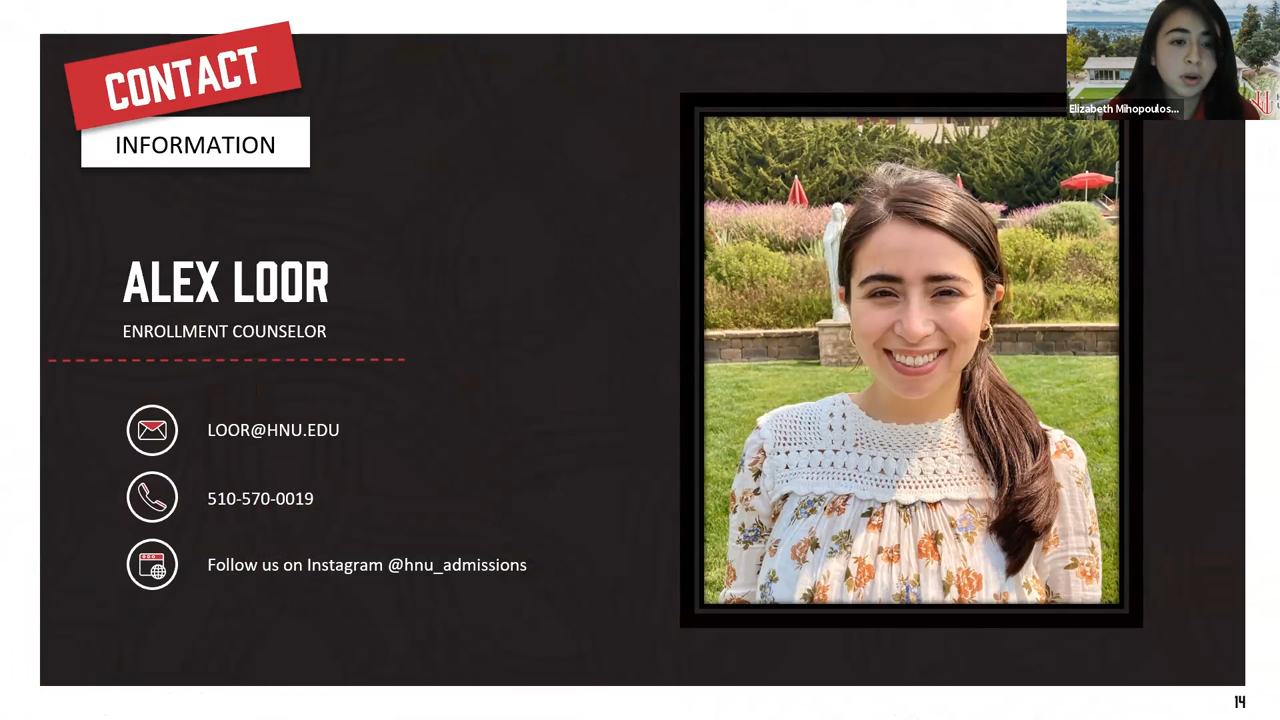 CONTACT
INFORMATION
Elizabeth Mihopoulos...
ALEX LOOR
ENROLLMENT COUNSELOR
LOOR@HNU.EDU
510-570-0019
Follow us on Instagram @hnu_admissions
14